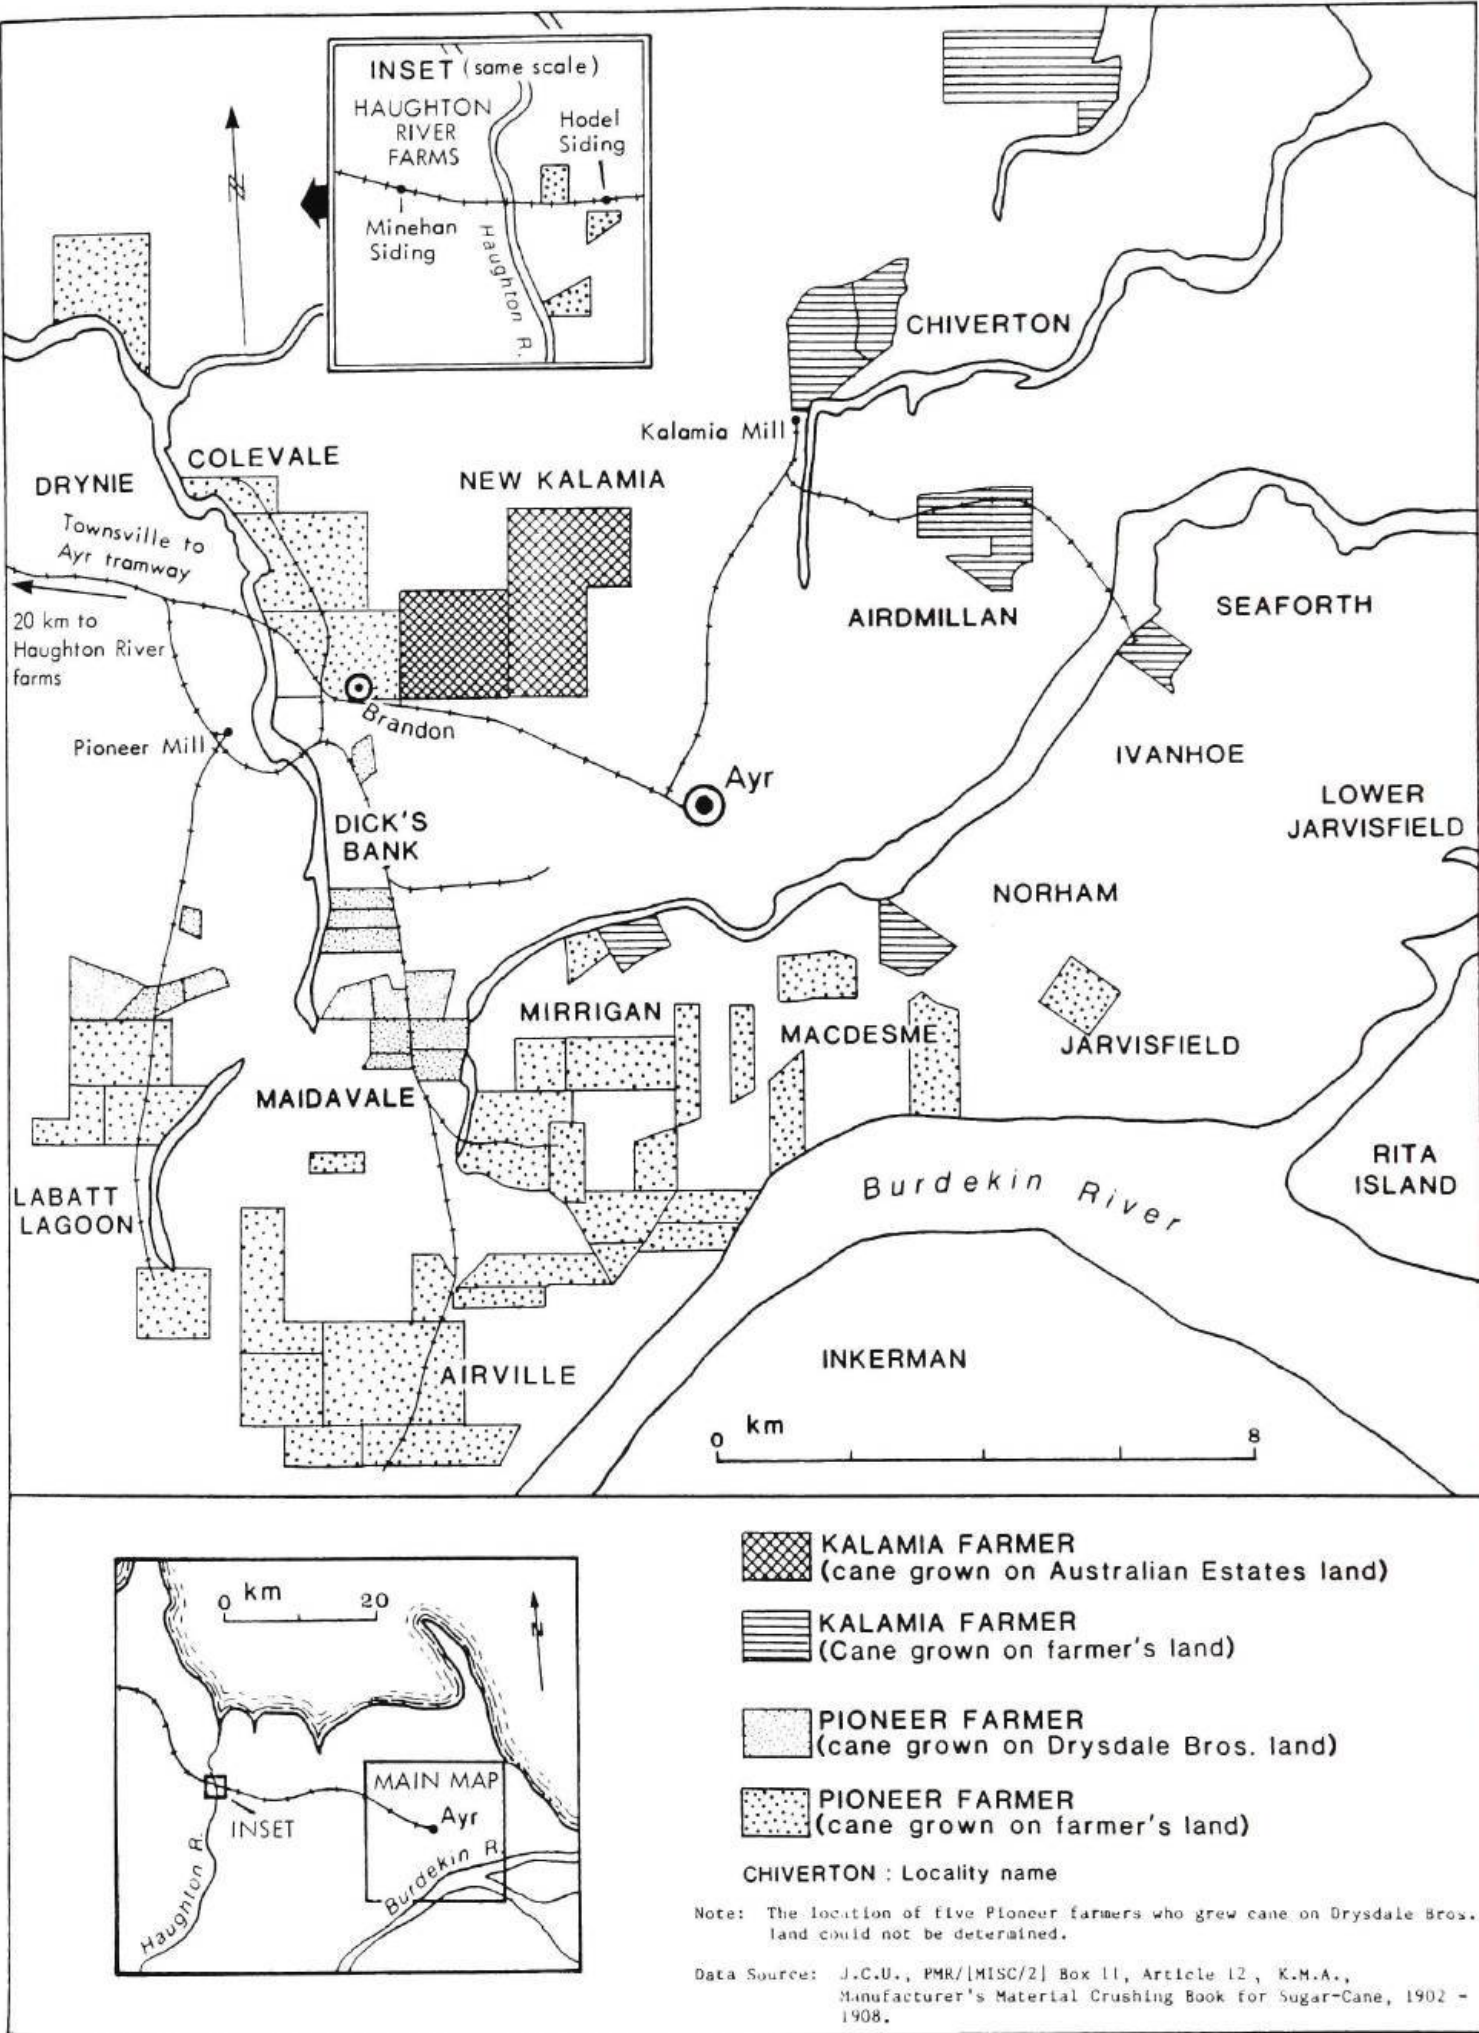 INSET (same scale)
HAUGHTON
RIVER
FARMS
Hodel
Siding
Minehan
Siding
Haughton R.
N
CHIVERTON
Kalamia Mill
COLEVALE
DRYNIE
NEW KALAMIA
Townsville to
Ayr tramway
20 km to
Haughton River
farms
AIRDMILLAN
SEAFORTH
Brandon
Pioneer Mill
IVANHOE
Ayr
LOWER
JARVISFIELD
DICK'S
BANK
NORHAM
MIRRIGAN
MACDESME
JARVISFIELD
MAIDAVALE
RITA
ISLAND
LABATT
LAGOON
Burdekin River
INKERMAN
AIRVILLE
0 km 8
KALAMIA FARMER
(cane grown on Australian Estates land)
KALAMIA FARMER
(Cane grown on farmer's land)
PIONEER FARMER
(cane grown on Drysdale Bros. land)
PIONEER FARMER
(cane grown on farmer's land)
CHIVERTON : Locality name
Note: The location of five Pioneer farmers who grew cane on Drysdale Bros.
land could not be determined.
Data Source: J.C.U., PMR/[MISC/2] Box 11, Article 12, K.M.A.,
Manufacturer's Material Crushing Book for Sugar-Cane, 1902 -
1908.
0 km 20
N
MAIN MAP
Ayr
INSET
Haughton R.
Burdekin R.